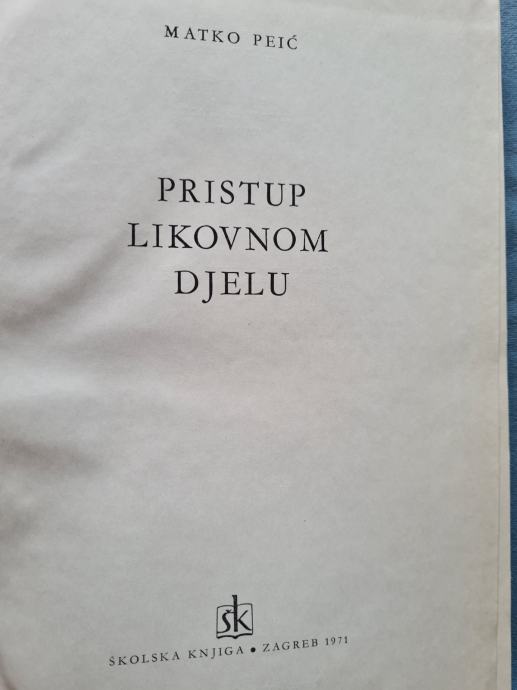 MATKO PEIĆ
PRISTUP
LIKOVNOM
DJELU
ŠK
ŠKOLSKA KNJIGA • ZAGREB 1971